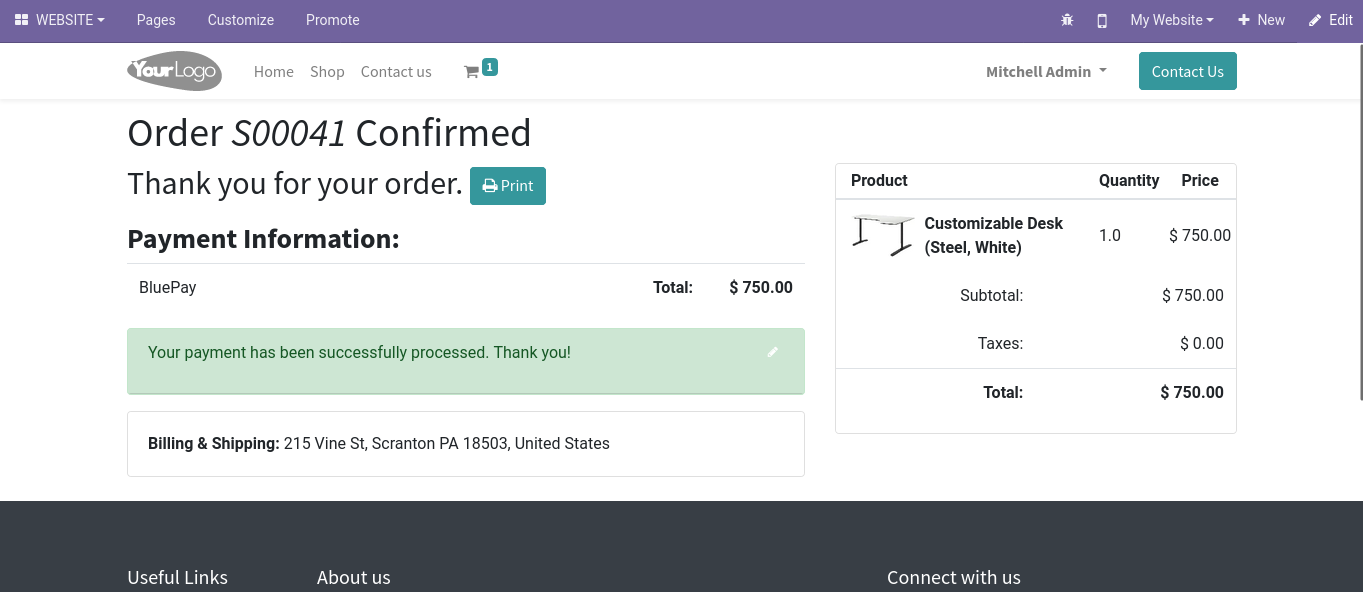 WEBSITE Pages Customize Promote My Website New Edit
YourLogo Home Shop Contact us 1 Mitchell Admin Contact Us
Order S00041 Confirmed
Thank you for your order. Print
Payment Information:
BluePay Total: $ 750.00
Your payment has been successfully processed. Thank you!
Billing & Shipping: 215 Vine St, Scranton PA 18503, United States
Product Quantity Price
Customizable Desk
(Steel, White) 1.0 $ 750.00
Subtotal: $ 750.00
Taxes: $ 0.00
Total: $ 750.00
Useful Links About us Connect with us